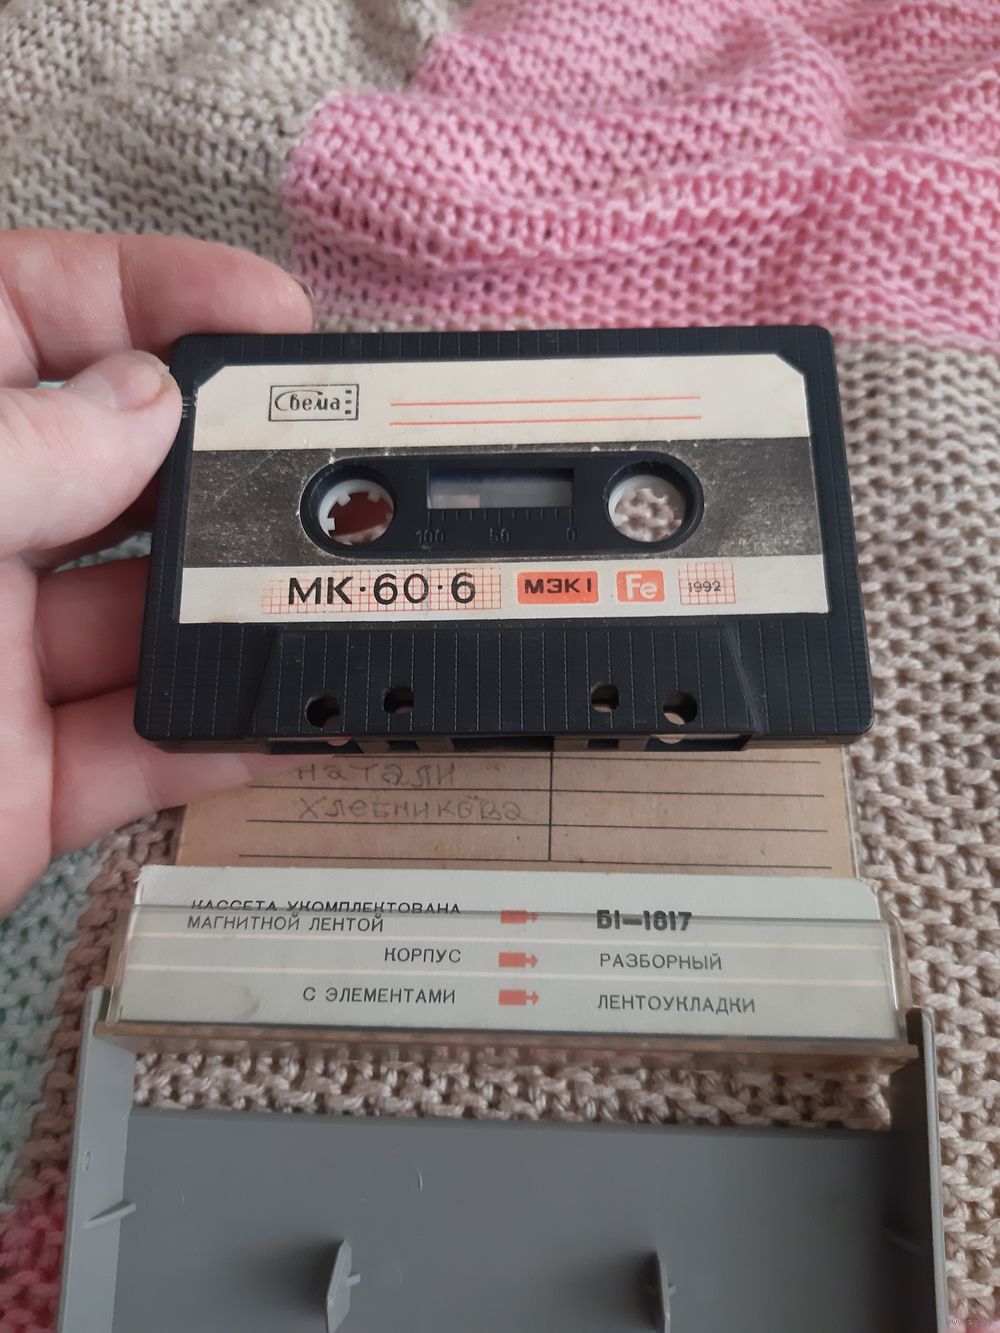 Свема
100 50 0
МК·60·6 МЭК I Fe 1992
натали
хлебникова
КАССЕТА УКОМПЛЕКТОВАНА
МАГНИТНОЙ ЛЕНТОЙ Б1—1617
КОРПУС РАЗБОРНЫЙ
С ЭЛЕМЕНТАМИ ЛЕНТОУКЛАДКИ